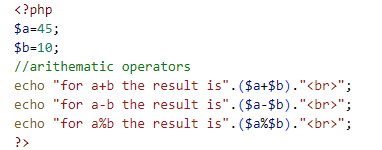 <?php
$a=45;
$b=10;
//arithematic operators
echo "for a+b the result is".($a+$b)."<br>";
echo "for a-b the result is".($a-$b)."<br>";
echo "for a%b the result is".($a%$b)."<br>";
?>